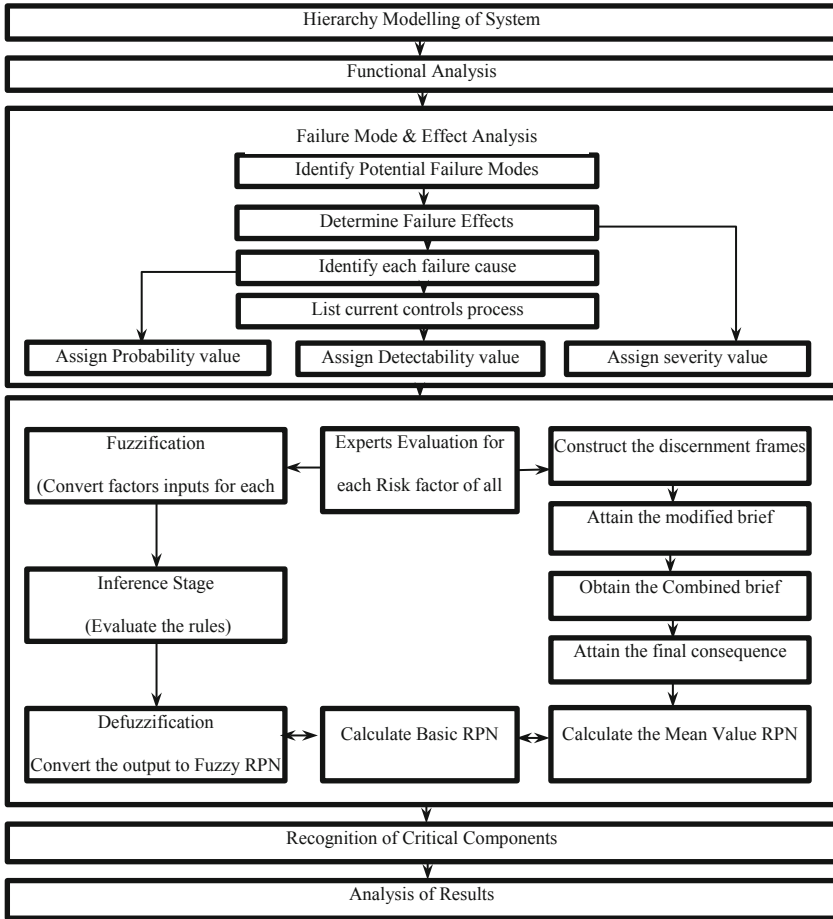 Hierarchy Modelling of System
Functional Analysis
Failure Mode & Effect Analysis
Identify Potential Failure Modes
Determine Failure Effects
Identify each failure cause
List current controls process
Assign Probability value
Assign Detectability value
Assign severity value
Fuzzification
(Convert factors inputs for each
Experts Evaluation for
each Risk factor of all
Construct the discernment frames
Attain the modified brief
Inference Stage
(Evaluate the rules)
Obtain the Combined brief
Attain the final consequence
Defuzzification
Convert the output to Fuzzy RPN
Calculate Basic RPN
Calculate the Mean Value RPN
Recognition of Critical Components
Analysis of Results